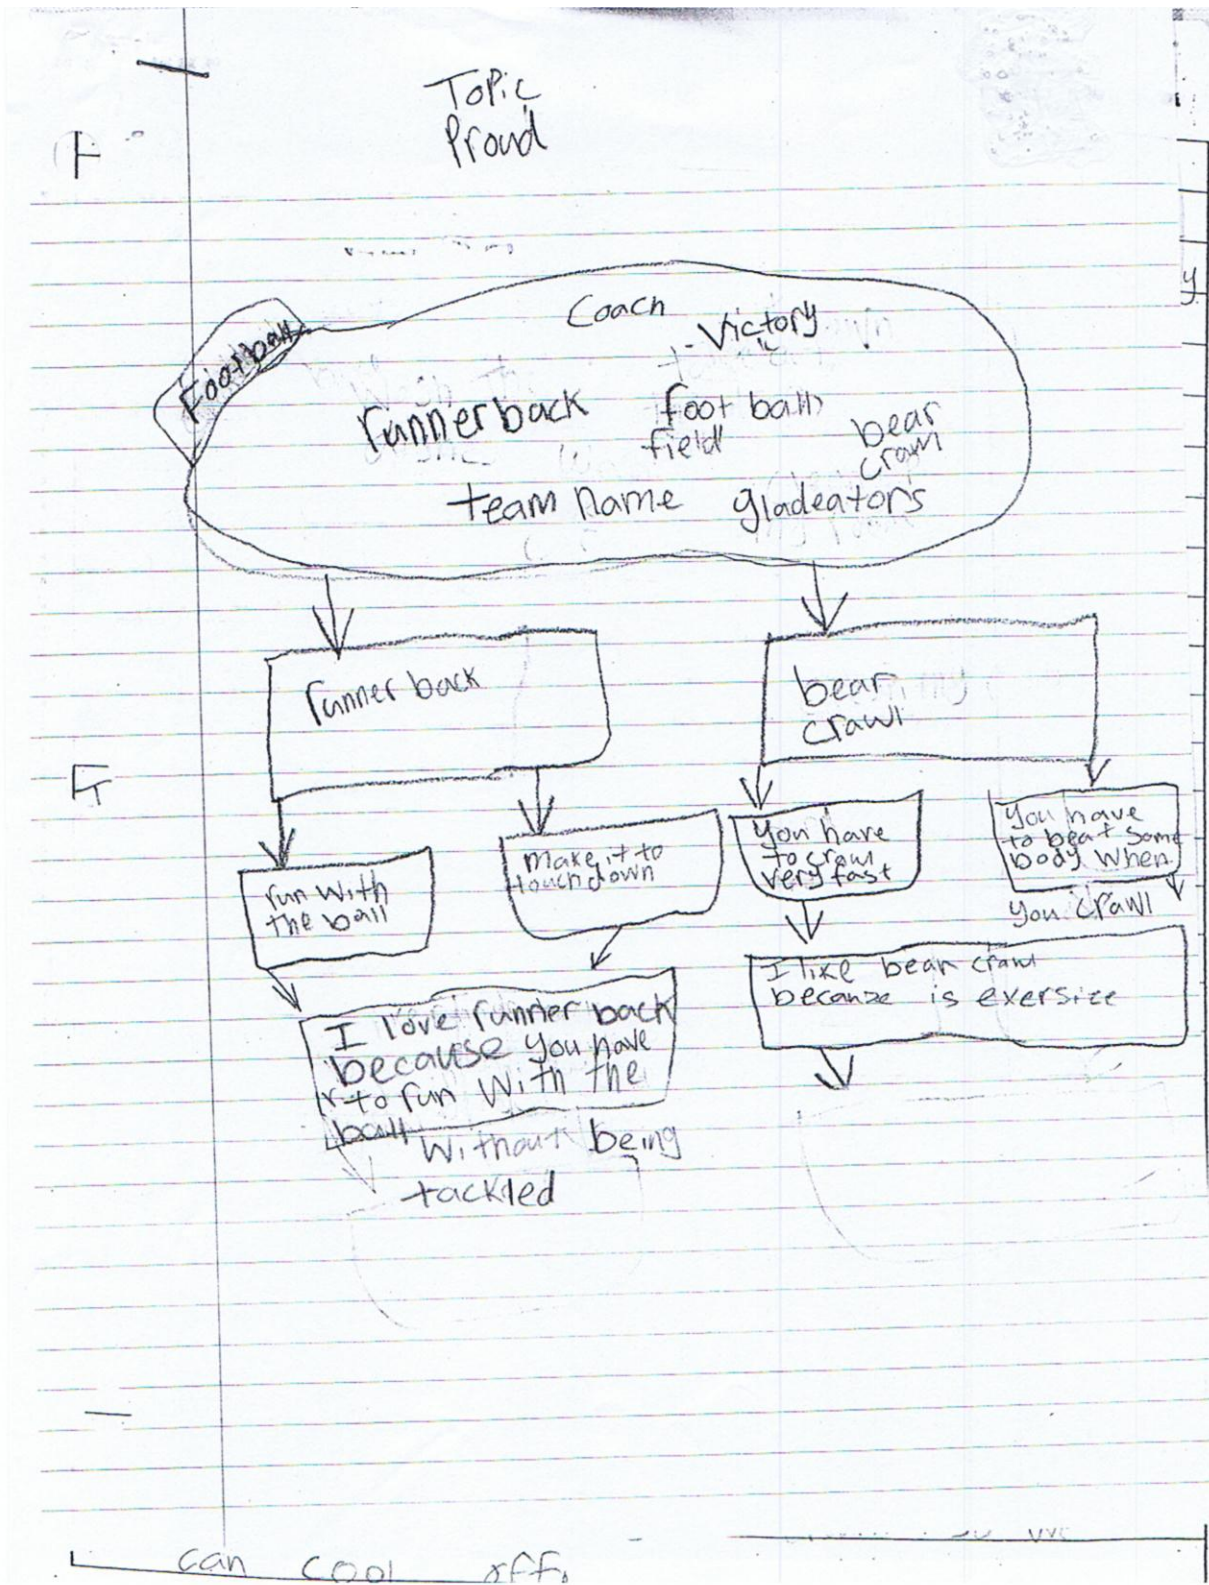 Topic
Proud
Football
Coach
Victory
runnerback
foot ball
field
bear
crawl
team name gladeators
runner back
bear
crawl
run with
the ball
make it to
touchdown
You have
to crawl
very fast
You have
to beat some
body when
you crawl
I love runner back
because you have
to run with the
ball
without being
tackled
I like bear crawl
becanze is exersize
can cool off.